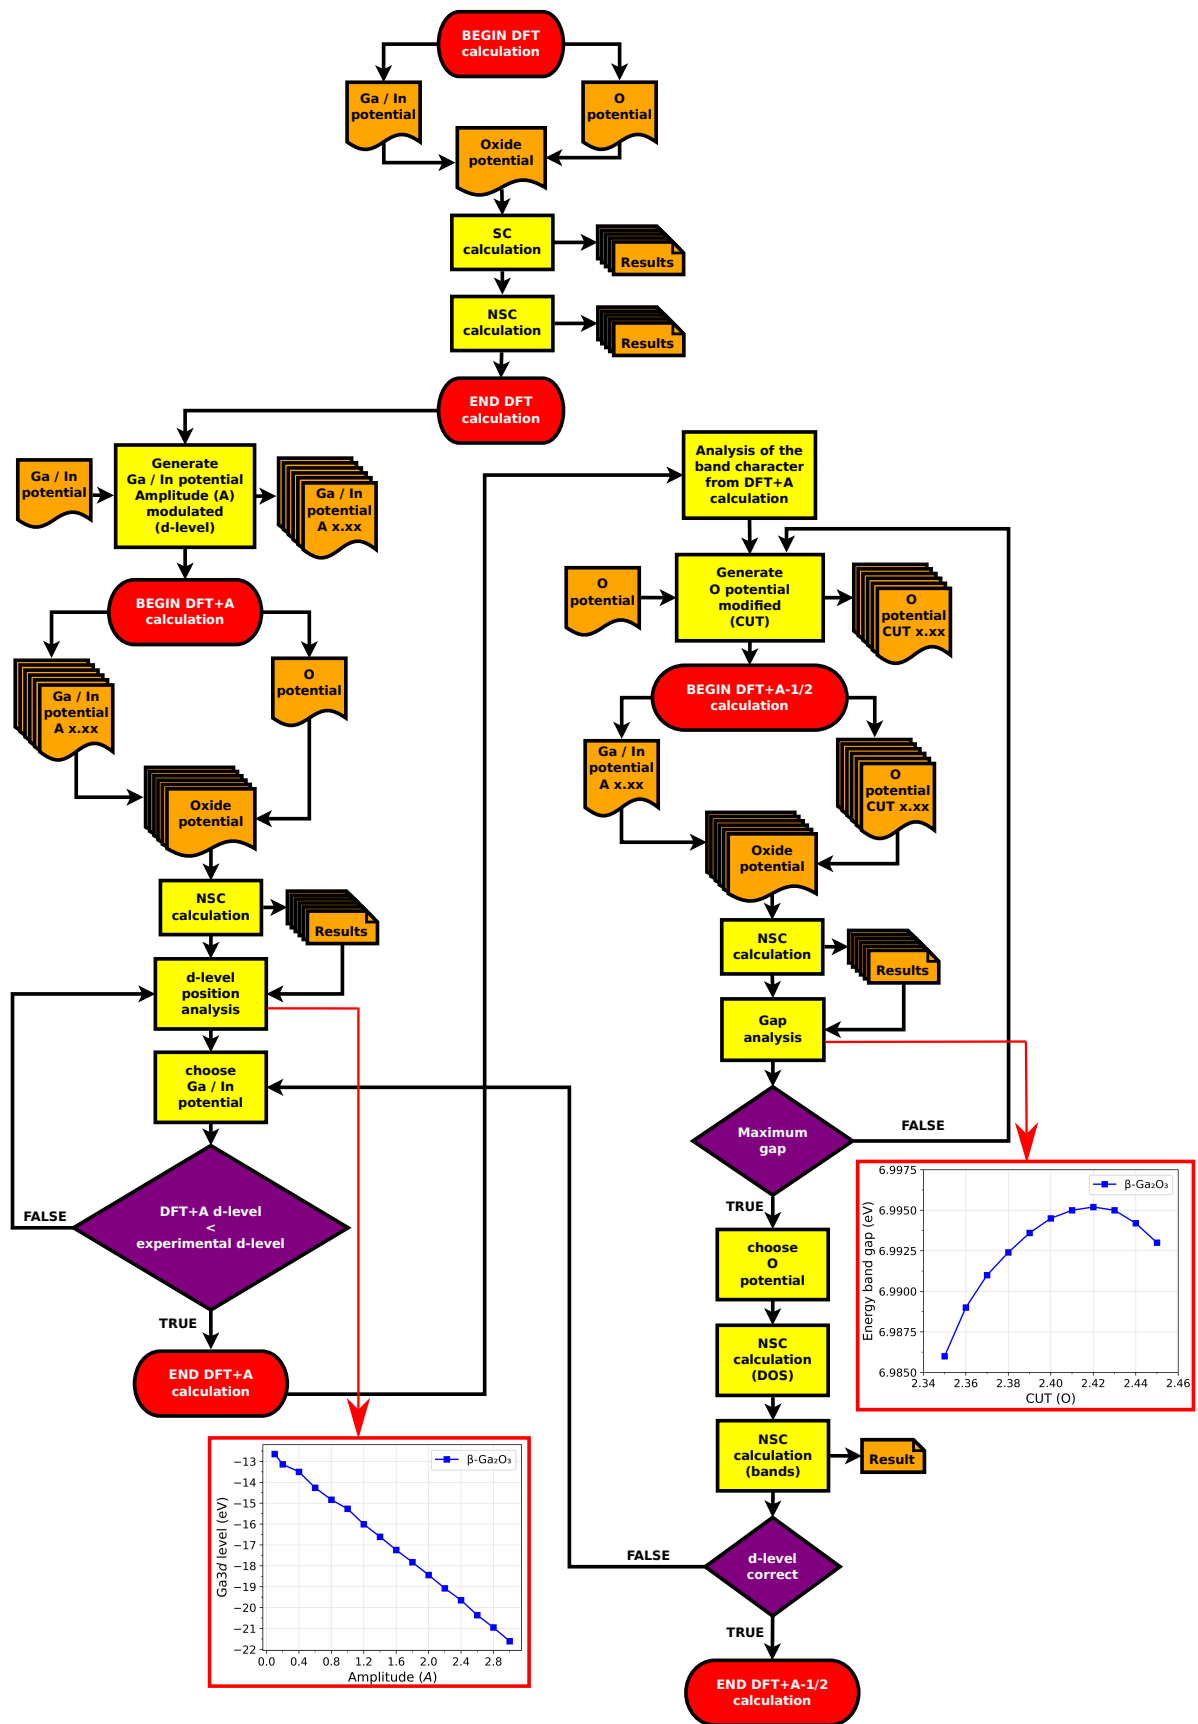 BEGIN DFT
calculation
Ga / In
potential
O
potential
Oxide
potential
SC
calculation
Results
NSC
calculation
Results
END DFT
calculation
Ga / In
potential
Generate
Ga / In potential
Amplitude (A)
modulated
(d-level)
Ga / In
potential
A x.xx
BEGIN DFT+A
calculation
Ga / In
potential
A x.xx
O
potential
Oxide
potential
NSC
calculation
Results
d-level
position
analysis
choose
Ga / In
potential
DFT+A d-level
<
experimental d-level
FALSE
TRUE
END DFT+A
calculation
β-Ga₂O₃
Ga3d level (eV)
−13
−14
−15
−16
−17
−18
−19
−20
−21
−22
0.0 0.4 0.8 1.2 1.6 2.0 2.4 2.8
Amplitude (A)
Analysis of the
band character
from DFT+A
calculation
O
potential
Generate
O potential
modified
(CUT)
O
potential
CUT x.xx
BEGIN DFT+A-1/2
calculation
Ga / In
potential
A x.xx
O
potential
CUT x.xx
Oxide
potential
NSC
calculation
Results
Gap
analysis
Maximum
gap
FALSE
TRUE
β-Ga₂O₃
Energy band gap (eV)
6.9975
6.9950
6.9925
6.9900
6.9875
6.9850
2.34 2.36 2.38 2.40 2.42 2.44 2.46
CUT (O)
choose
O
potential
NSC
calculation
(DOS)
NSC
calculation
(bands)
Result
d-level
correct
FALSE
TRUE
END DFT+A-1/2
calculation